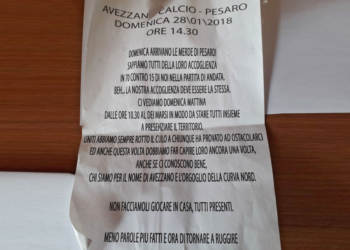 AVEZZANO CALCIO - PESARO
DOMENICA 28\01\2018
ORE 14.30
DOMENICA ARRIVANO LE MERDE DI PESARO!
SAPPIAMO TUTTI DELLA LORO ACCOGLIENZA
IN 70 CONTRO 15 DI NOI NELLA PARTITA DI ANDATA.
BEH.. LA NOSTRA ACCOGLIENZA DEVE ESSERE LA STESSA.
CI VEDIAMO DOMENICA MATTINA
DALLE ORE 10.30 AL DEI MARSI IN MODO DA STARE TUTTI INSIEME
A PRESENZIARE IL TERRITORIO.
UNITI ABBIAMO SEMPRE ROTTO IL CULO A CHIUNQUE HA PROVATO AD OSTACOLARCI
ED ANCHE QUESTA VOLTA DOBBIAMO FAR CAPIRE LORO ANCORA UNA VOLTA,
ANCHE SE CI CONOSCONO BENE,
CHI SIAMO PER IL NOME DI AVEZZANO E L'ORGOGLIO DELLA CURVA NORD.
NON FACCIAMOLI GIOCARE IN CASA, TUTTI PRESENTI.
MENO PAROLE PIU FATTI E ORA DI TORNARE A RUGGIRE